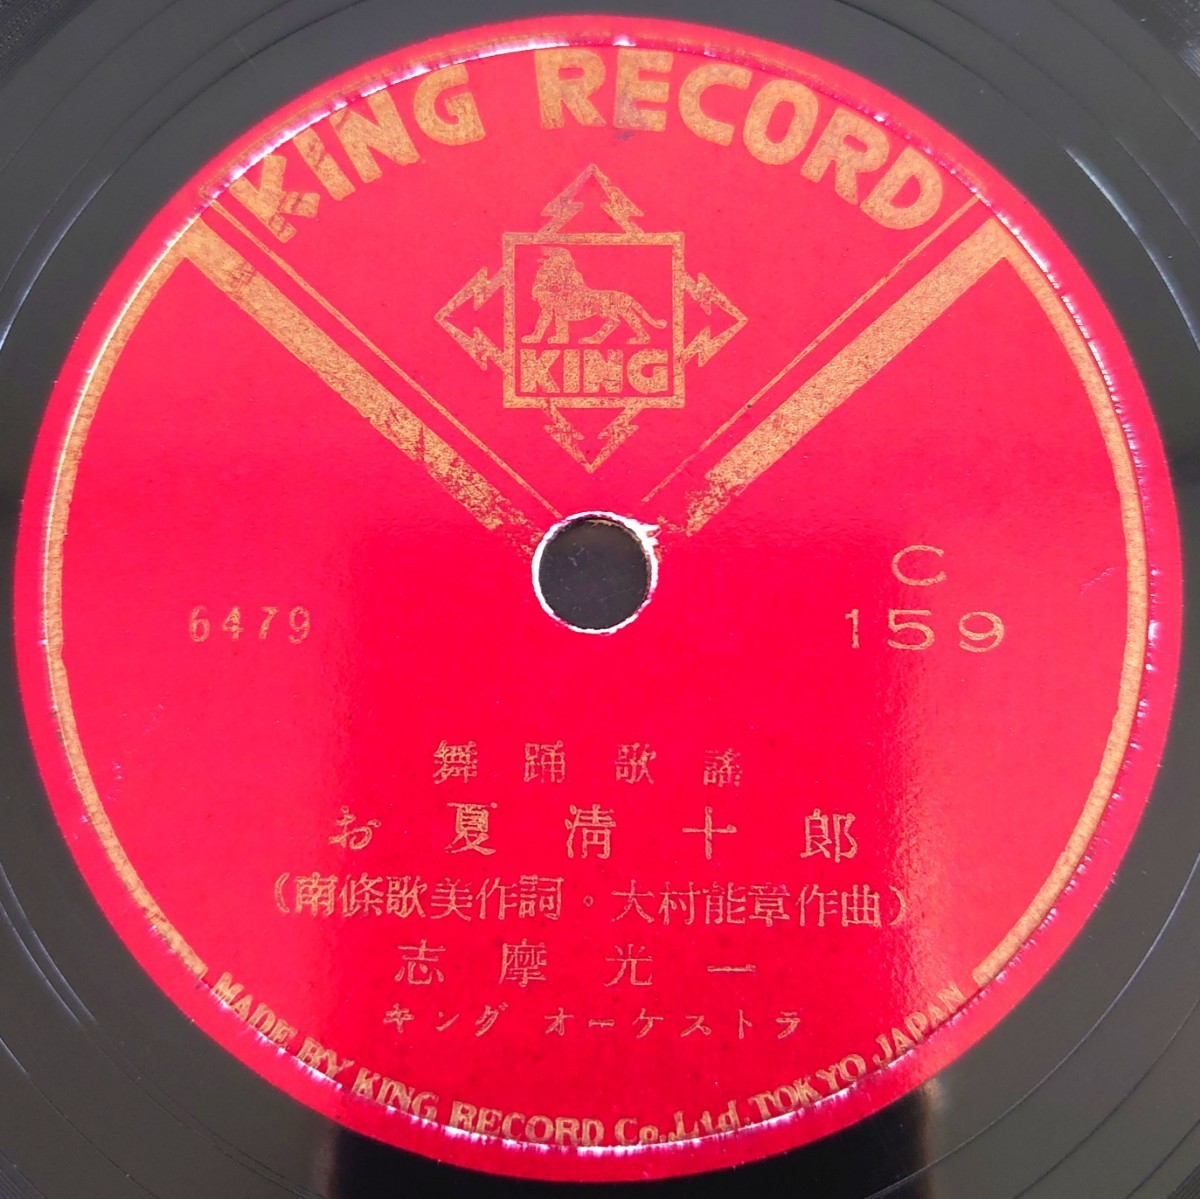 KING RECORD
KING
C
159
6479
舞踊歌謡
お夏清十郎
（南條歌美作詞・大村能章作曲）
志摩光一
キング オーケストラ
MADE BY KING RECORD Co.,Ltd. TOKYO JAPAN